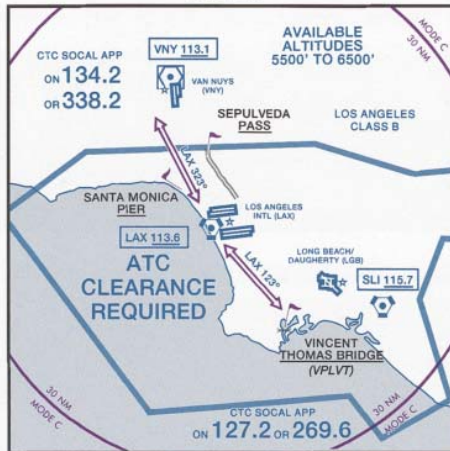 MODE C
30 NM
AVAILABLE
ALTITUDES
5500' TO 6500'
VNY 113.1
CTC SOCAL APP
ON 134.2
OR 338.2
VAN NUYS
(VNY)
SEPULVEDA
PASS
LOS ANGELES
CLASS B
LAX 323°
SANTA MONICA
PIER
LOS ANGELES
INTL (LAX)
LAX 113.6
ATC
CLEARANCE
REQUIRED
LAX 123°
LONG BEACH/
DAUGHERTY (LGB)
SLI 115.7
VINCENT
THOMAS BRIDGE
(VPLVT)
30 NM
MODE C
30 NM
MODE C
CTC SOCAL APP
ON 127.2 OR 269.6